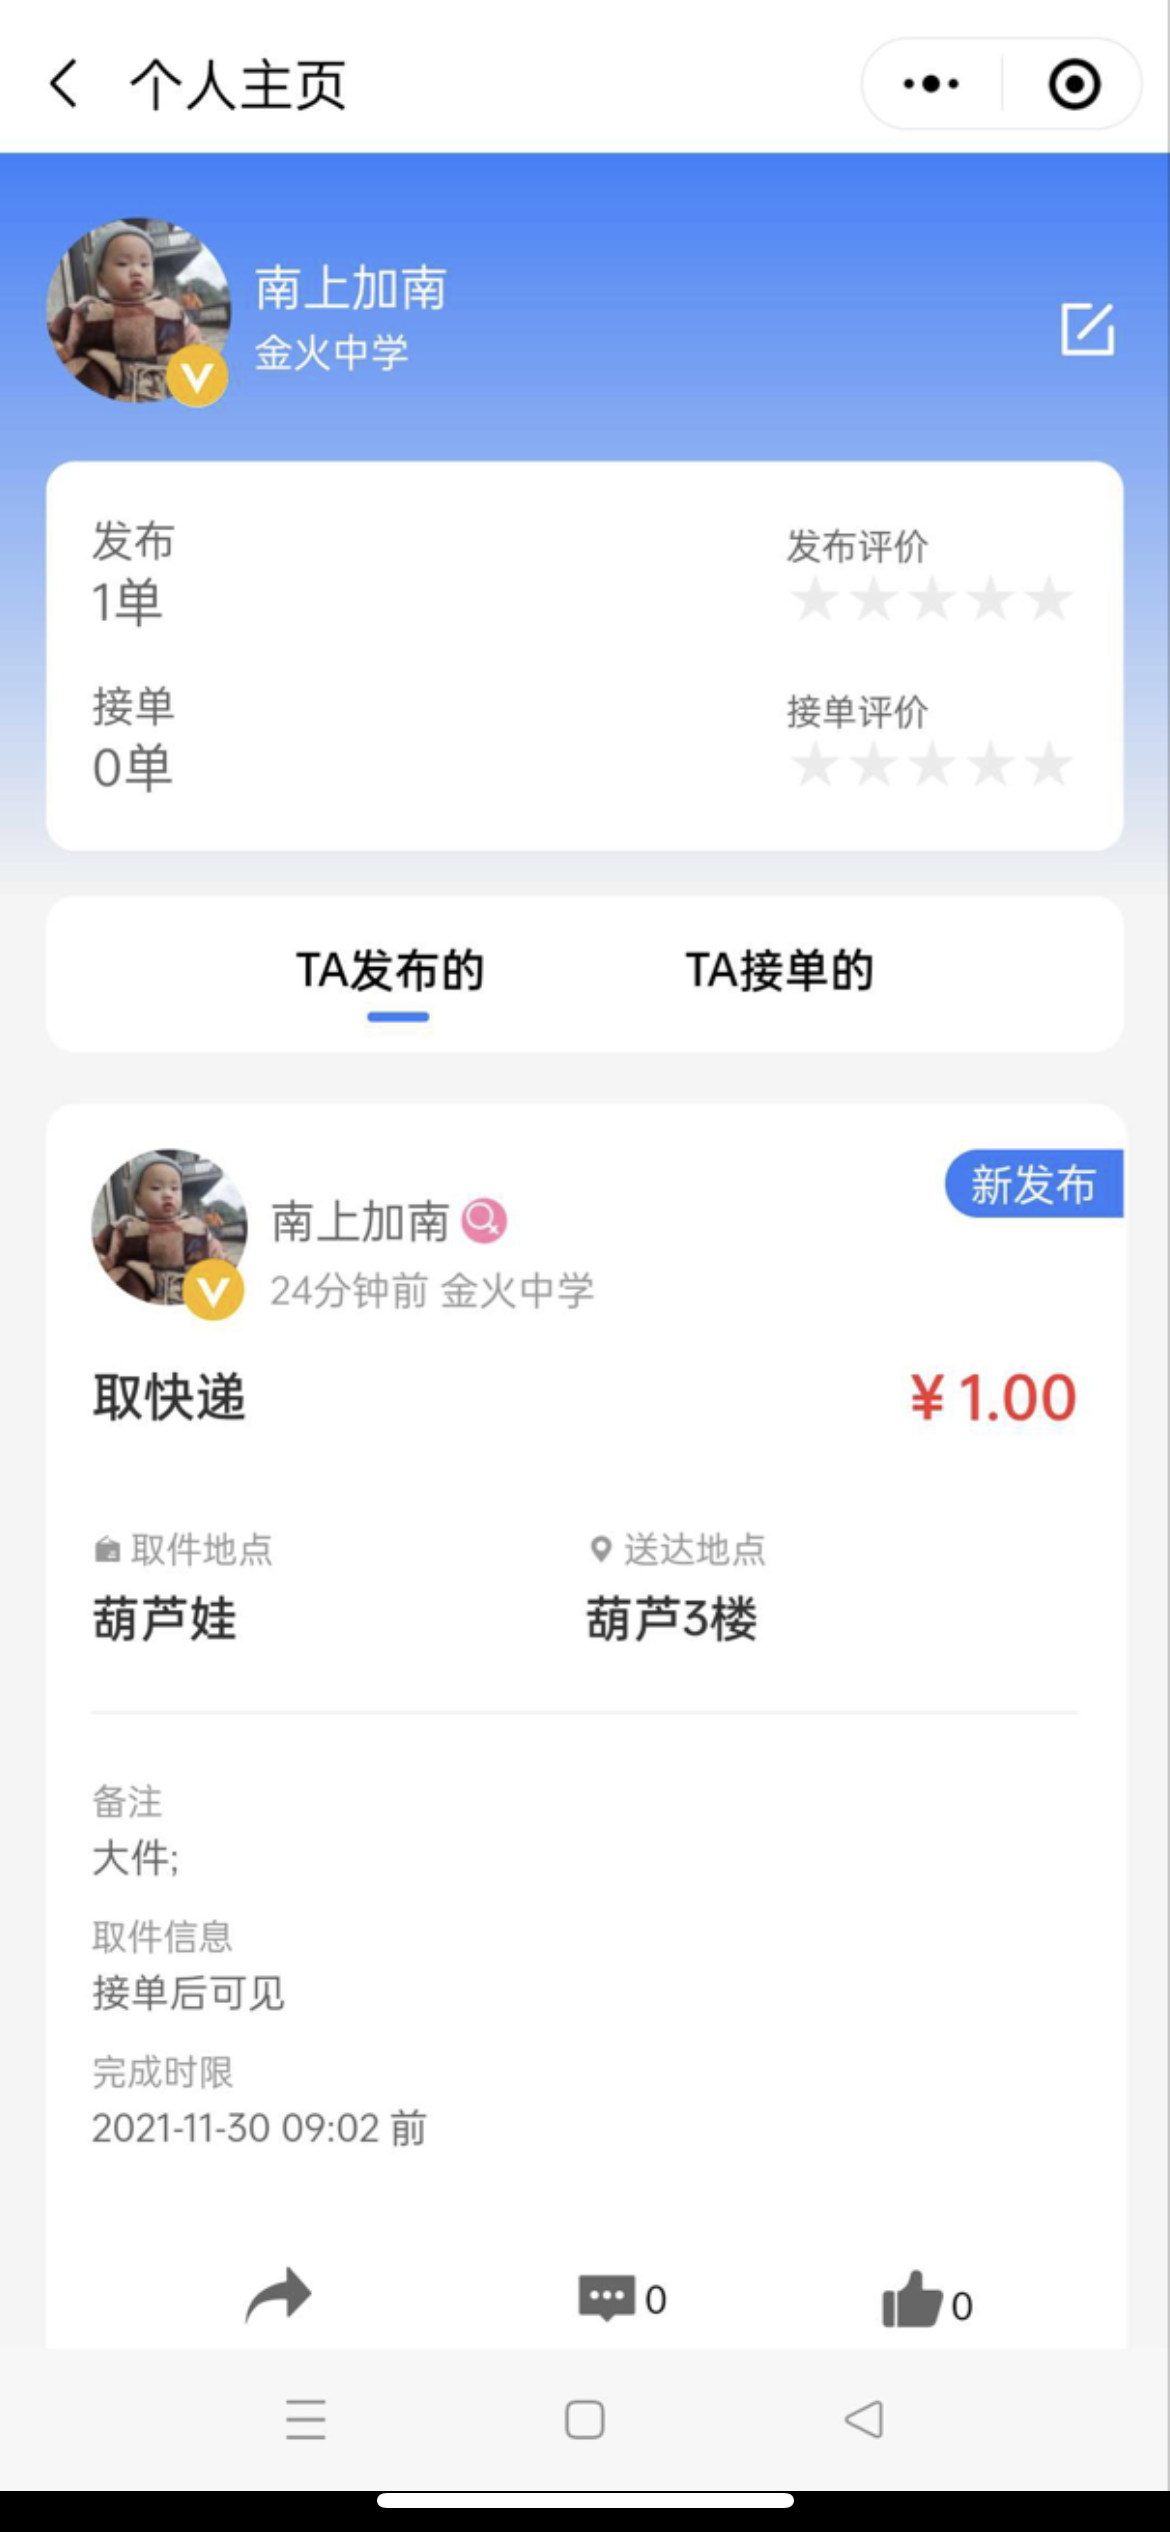 个人主页
南上加南
金火中学
发布
发布评价
1单
接单
接单评价
0单
TA发布的
TA接单的
新发布
南上加南
24分钟前 金火中学
取快递
¥1.00
取件地点
送达地点
葫芦娃
葫芦3楼
备注
大件;
取件信息
接单后可见
完成时限
2021-11-30 09:02 前
0
0